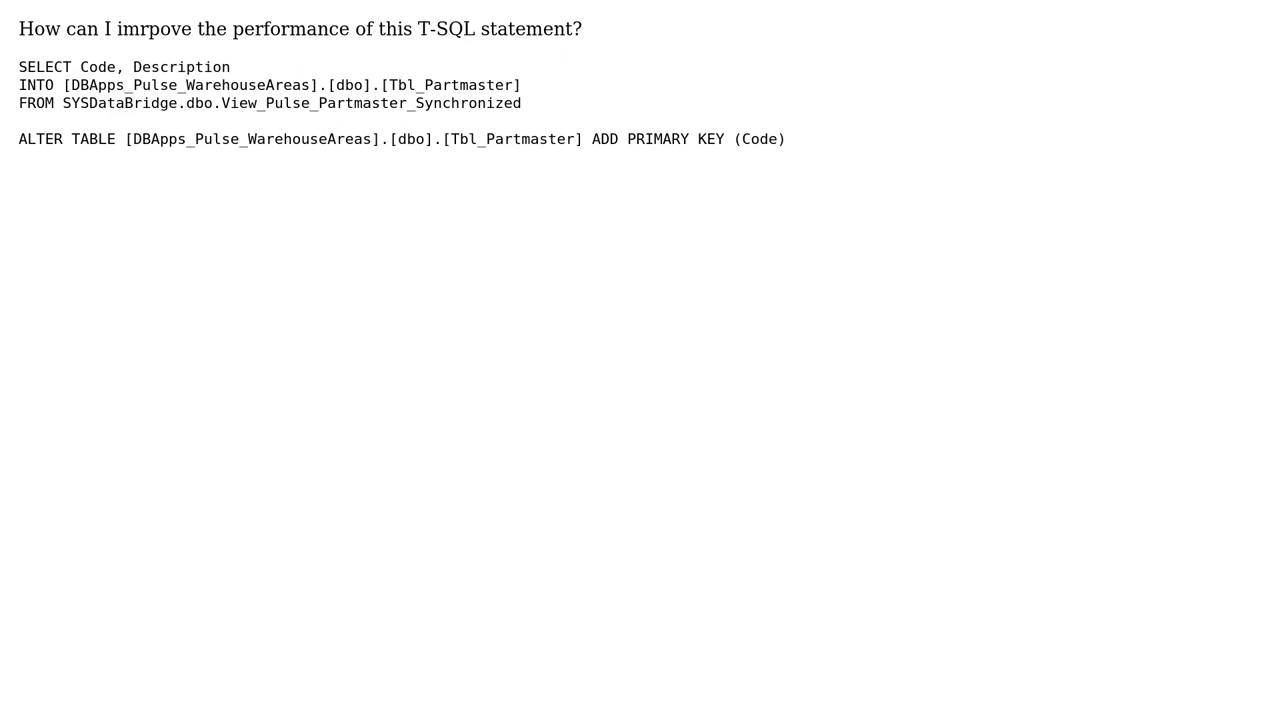 How can I imrpove the performance of this T-SQL statement?
SELECT Code, Description
INTO [DBApps_Pulse_WarehouseAreas].[dbo].[Tbl_Partmaster]
FROM SYSDataBridge.dbo.View_Pulse_Partmaster_Synchronized
ALTER TABLE [DBApps_Pulse_WarehouseAreas].[dbo].[Tbl_Partmaster] ADD PRIMARY KEY (Code)